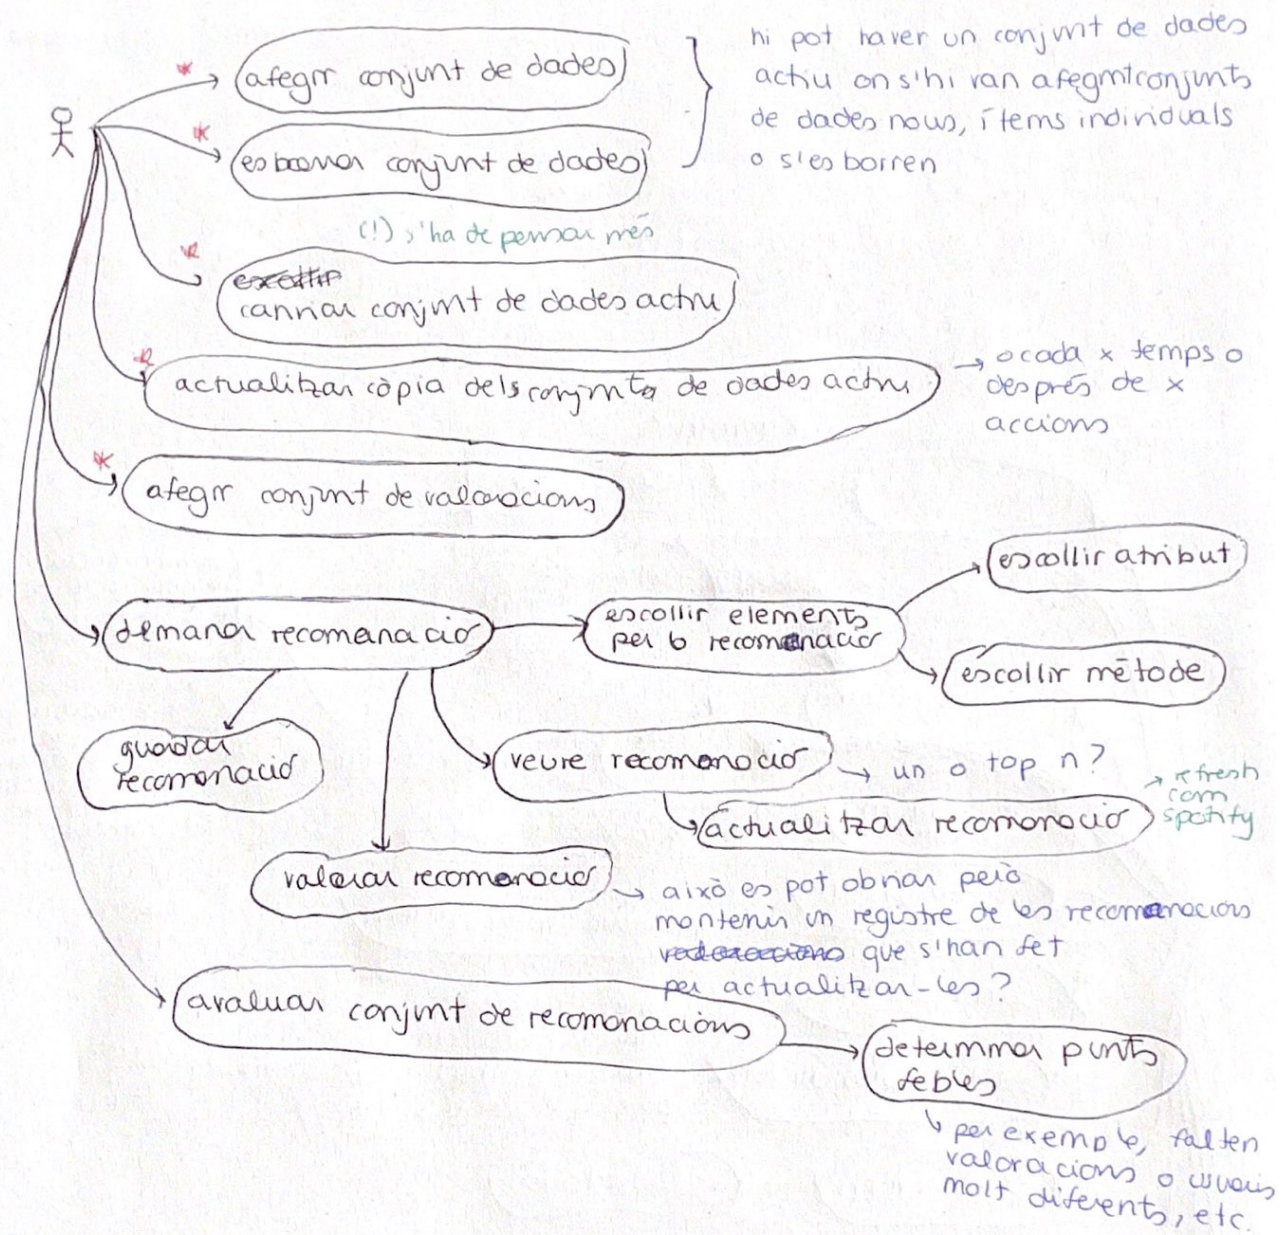 afegir conjunt de dades
hi pot haver un conjunt de dades
actiu on s'hi van afegint conjunts
de dades nous, ítems individuals
o s'esborren
esborrar conjunt de dades
(!) s'ha de pensar més
escollir
canviar conjunt de dades actiu
actualitzar còpia dels conjunts de dades actiu
→ o cada x temps o
després de x
accions
afegir conjunt de valoracions
escollir atribut
demanar recomanació
escollir elements
per la recomanació
escollir mètode
guardar
recomanació
veure recomanació
→ un o top n?
→ refresh
com
spotify
actualitzar recomanació
valorar recomanació
→ això es pot obviar però
mantenir un registre de les recomanacions
que s'han fet
per actualitzar-les?
avaluar conjunt de recomanacions
determinar punts
febles
per exemple, falten
valoracions o usuaris
molt diferents, etc.